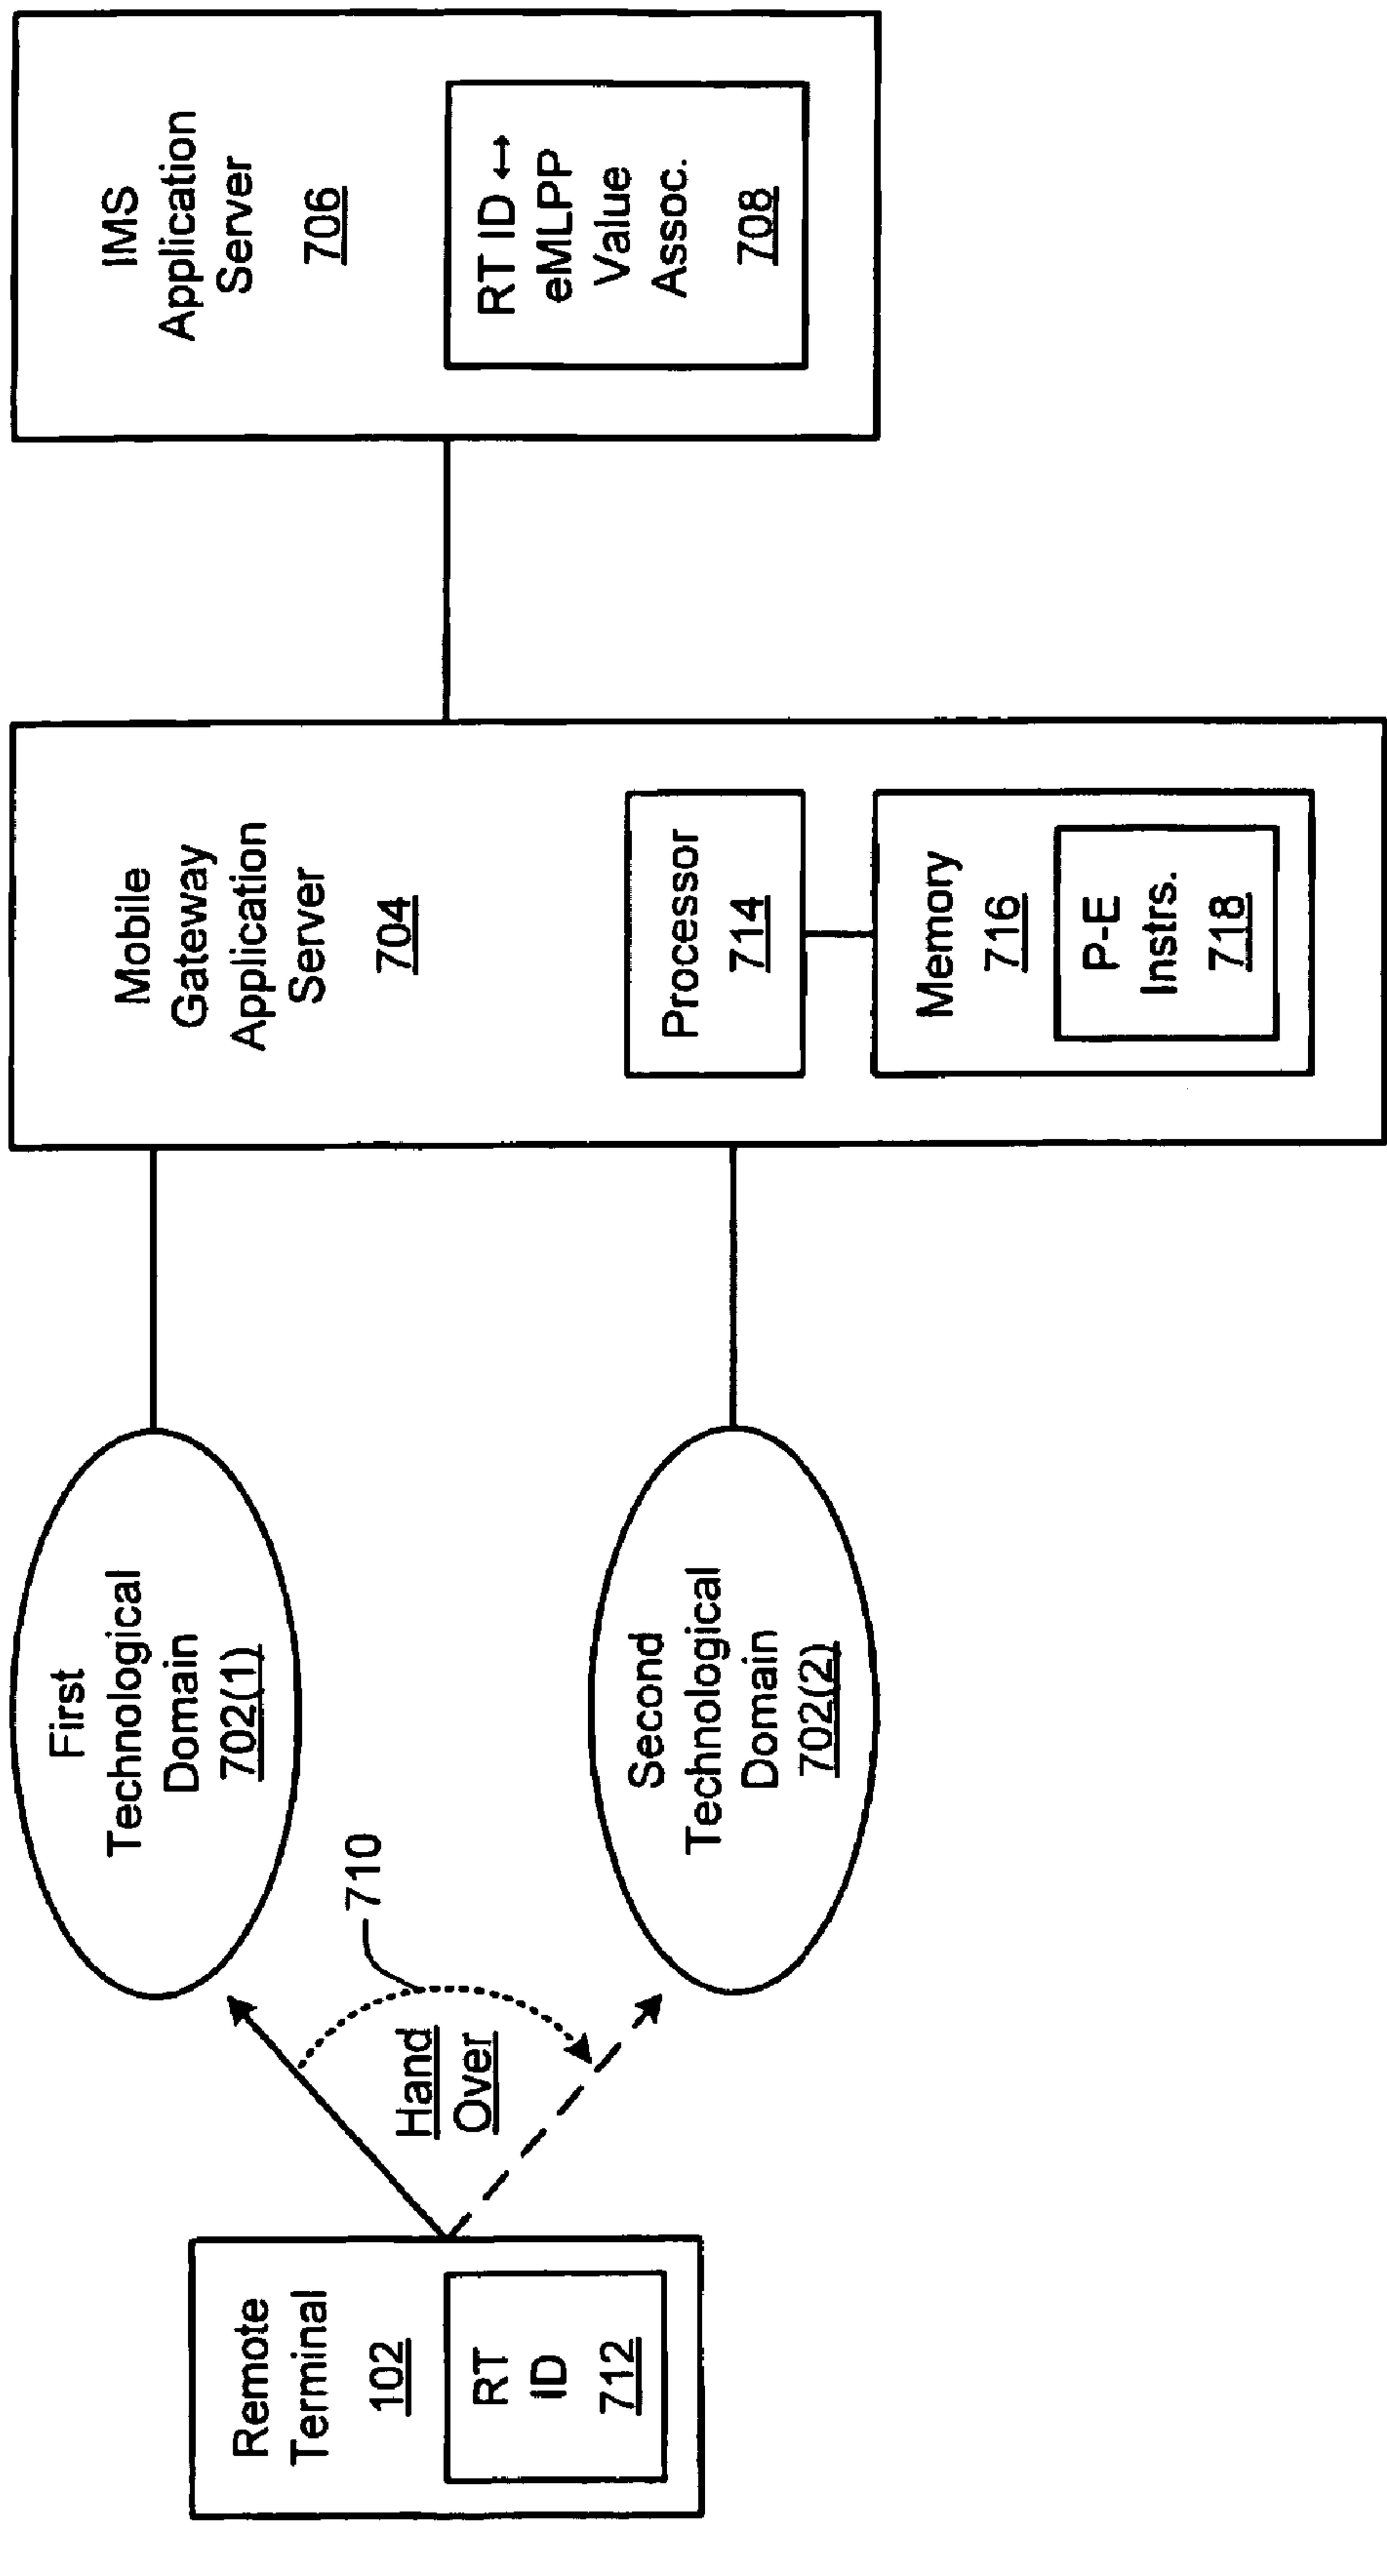 Remote
Terminal
102
RT
ID
712
Hand
Over
710
First
Technological
Domain
702(1)
Second
Technological
Domain
702(2)
Mobile
Gateway
Application
Server
704
Processor
714
Memory
716
P-E
Instrs.
718
IMS
Application
Server
706
RT ID ↔
eMLPP
Value
Assoc.
708